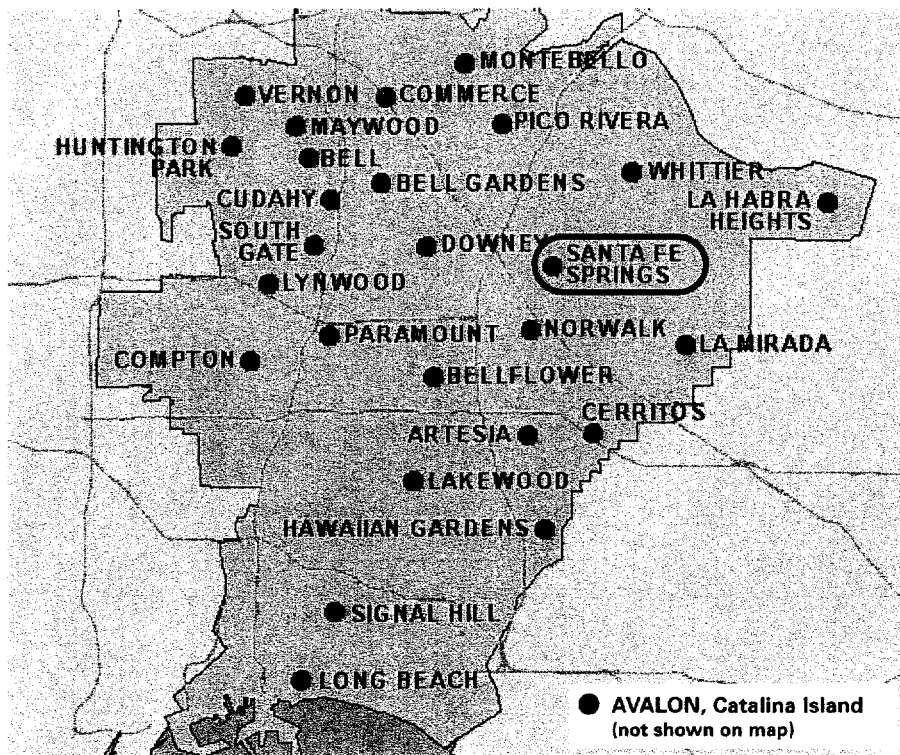 MONTEBELLO
VERNON
COMMERCE
MAYWOOD
PICO RIVERA
HUNTINGTON
PARK
BELL
WHITTIER
BELL GARDENS
CUDAHY
LA HABRA
HEIGHTS
SOUTH
GATE
DOWNEY
SANTA FE
SPRINGS
LYNWOOD
PARAMOUNT
NORWALK
LA MIRADA
COMPTON
BELLFLOWER
CERRITOS
ARTESIA
LAKEWOOD
HAWAIIAN GARDENS
SIGNAL HILL
LONG BEACH
AVALON, Catalina Island
(not shown on map)